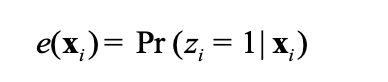 e(xᵢ) = Pr (zᵢ = 1| xᵢ)